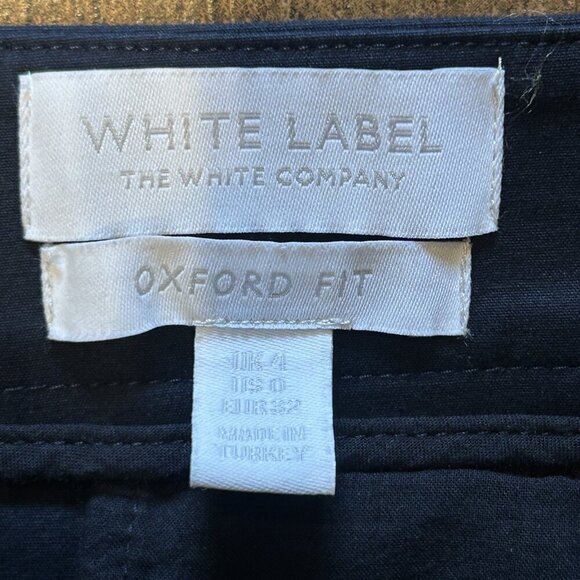 WHITE LABEL
THE WHITE COMPANY
OXFORD FIT
UK 4
US 0
EUR 32
MADE IN
TURKEY